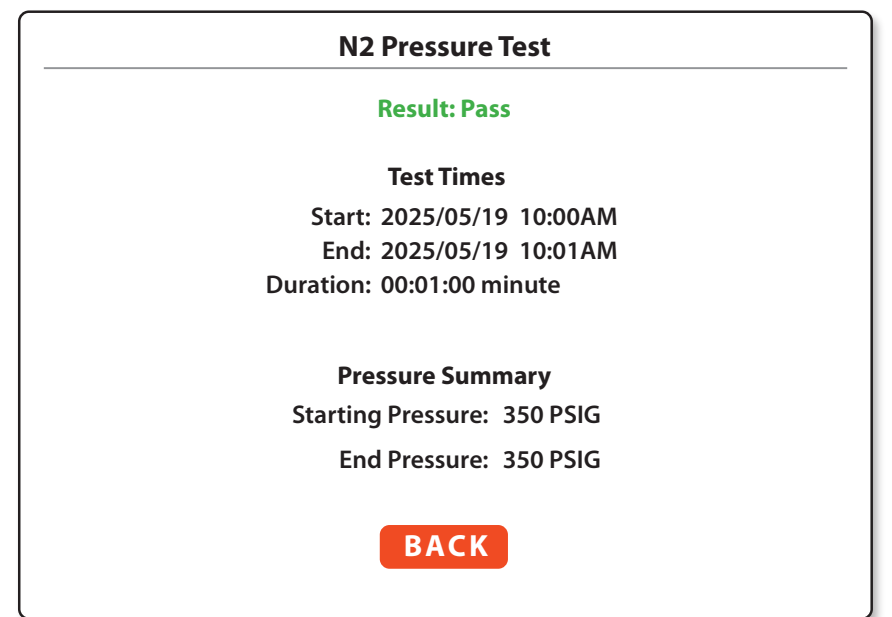 N2 Pressure Test
Result: Pass
Test Times
Start: 2025/05/19 10:00AM
End: 2025/05/19 10:01AM
Duration: 00:01:00 minute
Pressure Summary
Starting Pressure: 350 PSIG
End Pressure: 350 PSIG
BACK